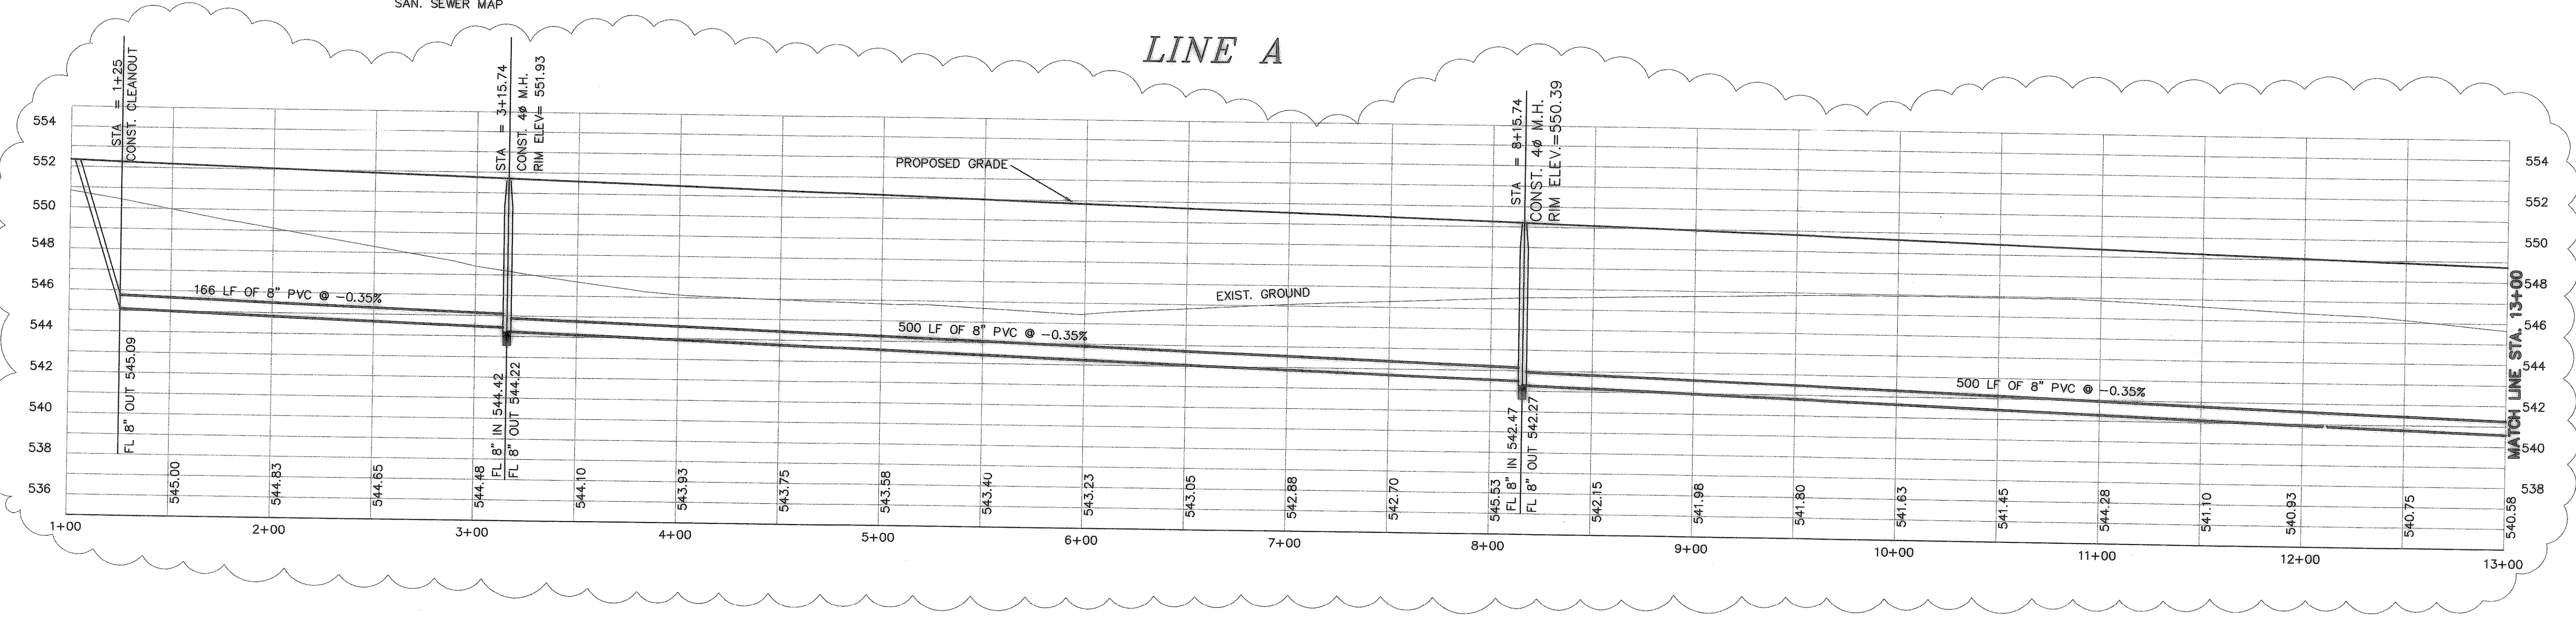 SAN. SEWER MAP
LINE A
STA = 1+25
CONST. CLEANOUT
STA = 3+15.74
CONST. 4ø M.H.
RIM ELEV= 551.93
STA = 8+15.74
CONST. 4ø M.H.
RIM ELEV.=550.39
PROPOSED GRADE
EXIST. GROUND
166 LF OF 8" PVC @ -0.35%
500 LF OF 8" PVC @ -0.35%
500 LF OF 8" PVC @ -0.35%
554
552
550
548
546
544
542
540
538
536
554
552
550
548
546
544
542
540
538
MATCH LINE STA. 13+00
FL 8" OUT 545.09
FL 8" IN 544.42
FL 8" OUT 544.22
FL 8" IN 542.47
FL 8" OUT 542.27
545.00
544.83
544.65
544.48
544.10
543.93
543.75
543.58
543.40
543.23
543.05
542.88
542.70
545.53
542.15
541.98
541.80
541.63
541.45
544.28
541.10
540.93
540.75
540.58
1+00
2+00
3+00
4+00
5+00
6+00
7+00
8+00
9+00
10+00
11+00
12+00
13+00